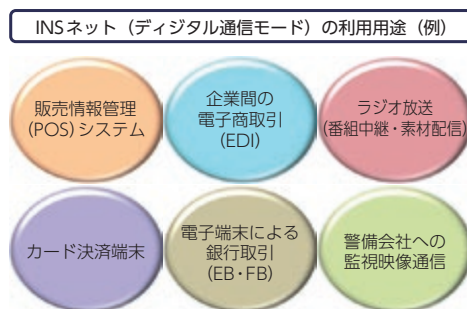 INSネット（ディジタル通信モード）の利用用途（例）
販売情報管理
(POS)システム
企業間の
電子商取引
(EDI)
ラジオ放送
(番組中継・素材配信)
カード決済端末
電子端末による
銀行取引
(EB・FB)
警備会社への
監視映像通信